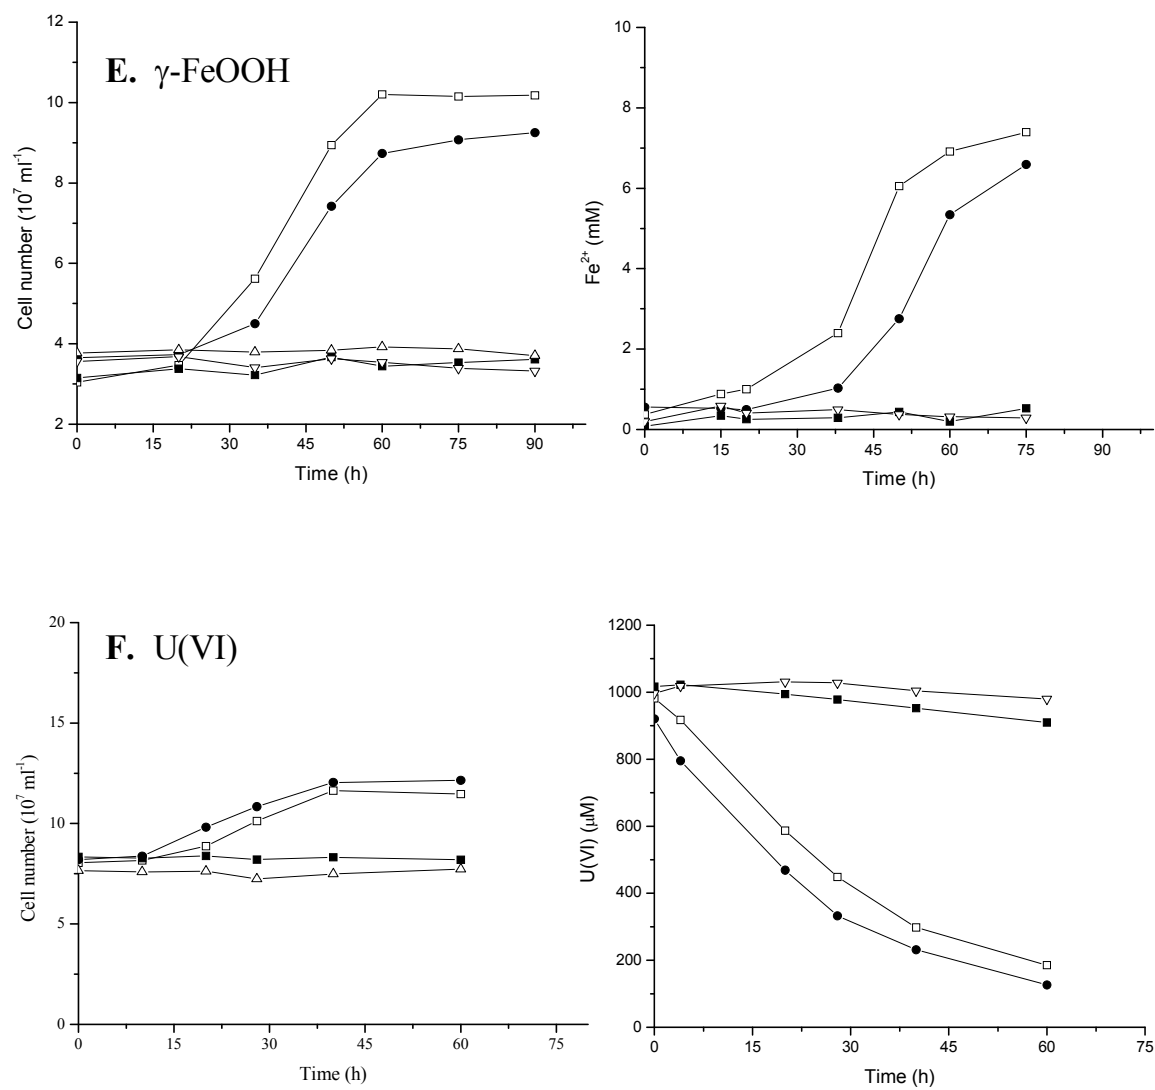 E. γ-FeOOH
Cell number (10⁷ ml⁻¹)
12
10
8
6
4
2
0 15 30 45 60 75 90
Time (h)
Fe²⁺ (mM)
10
8
6
4
2
0
0 15 30 45 60 75 90
Time (h)
F. U(VI)
Cell number (10⁷ ml⁻¹)
20
15
10
5
0
0 15 30 45 60 75
Time (h)
U(VI) (μM)
1200
1000
800
600
400
200
0
0 15 30 45 60 75
Time (h)